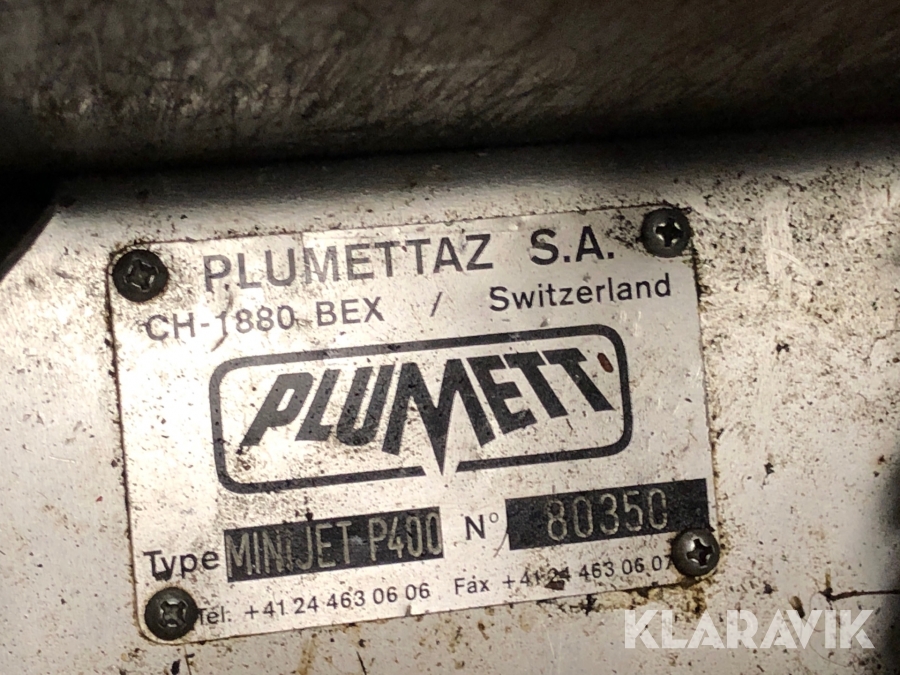 PLUMETTAZ S.A.
CH-1880 BEX / Switzerland
PLUMETT
Type MINIJET P400 N° 80350
Tél: +41 24 463 06 06 Fax +41 24 463 06 07
KLARAVIK